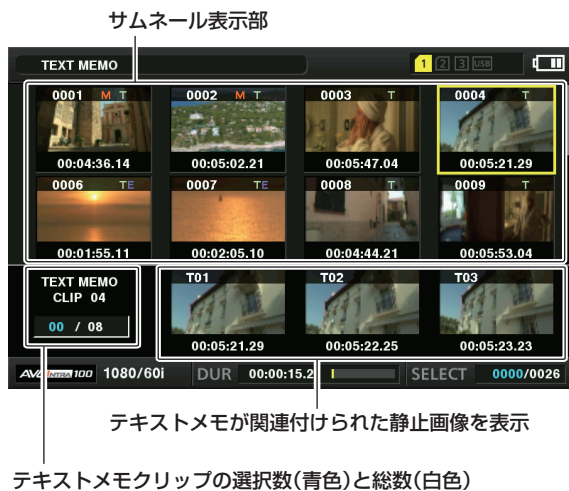 サムネール表示部
TEXT MEMO 1 2 3 USB
0001 M T 0002 M T 0003 T 0004 T
00:04:36.14 00:05:02.21 00:05:47.04 00:05:21.29
0006 TE 0007 TE 0008 T 0009 T
00:01:55.11 00:02:05.10 00:04:44.21 00:05:53.04
TEXT MEMO
CLIP 04
00 / 08
T01 T02 T03
00:05:21.29 00:05:22.25 00:05:23.23
AVC INTRA 100 1080/60i DUR 00:00:15.2 SELECT 0000/0026
テキストメモが関連付けられた静止画像を表示
テキストメモクリップの選択数(青色)と総数(白色)